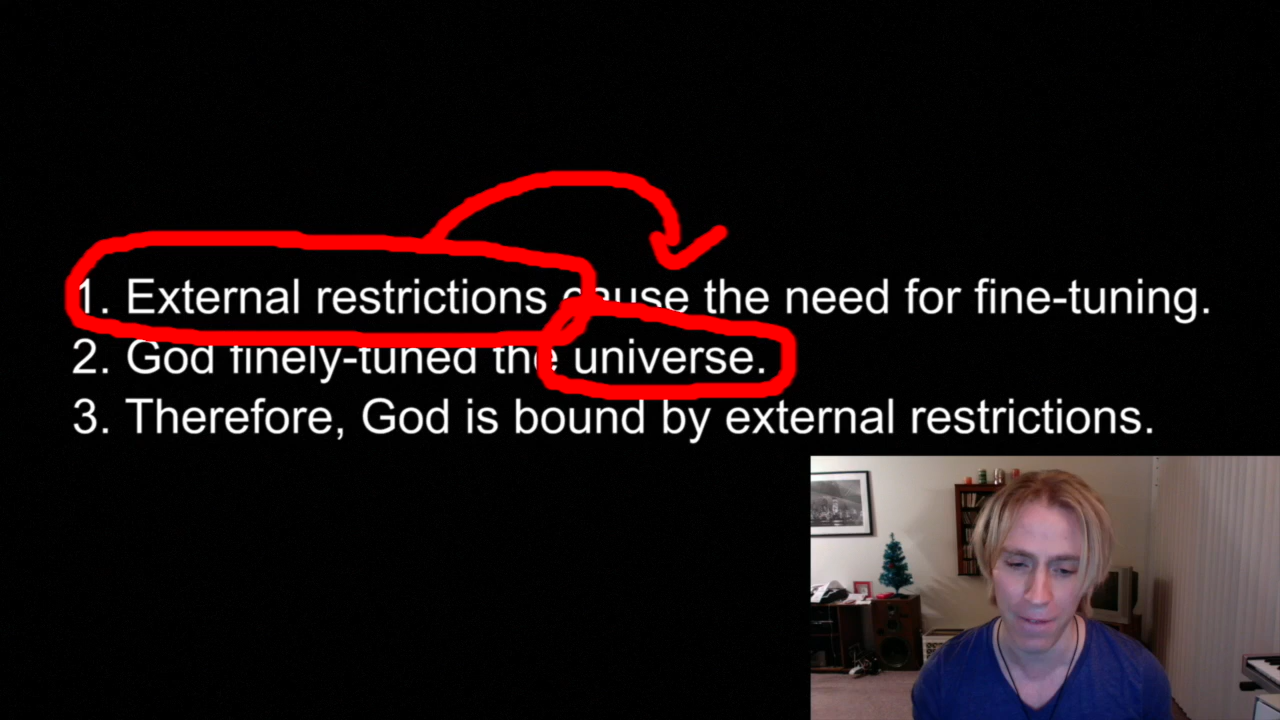 1. External restrictions cause the need for fine-tuning.
2. God finely-tuned the universe.
3. Therefore, God is bound by external restrictions.